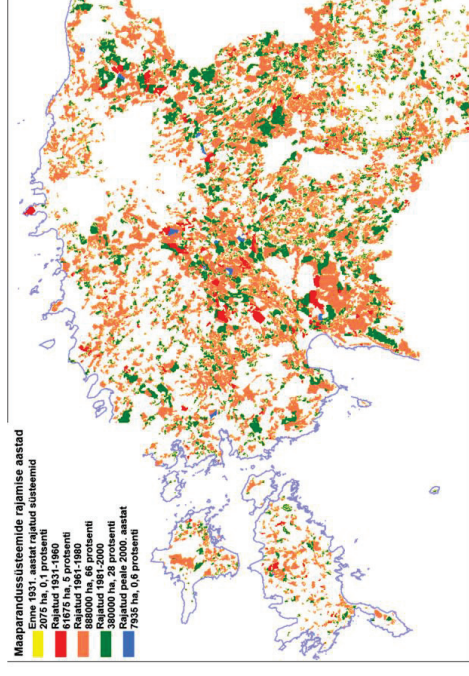 Maaparandussüsteemide rajamise aastad
Enne 1931. aastat rajatud süsteemid
2075 ha, 0,1 protsenti
Rajatud 1931-1960
61675 ha, 5 protsenti
Rajatud 1961-1980
888000 ha, 66 protsenti
Rajatud 1981-2000
380000 ha, 28 protsenti
Rajatud peale 2000. aastat
7935 ha, 0,6 protsenti